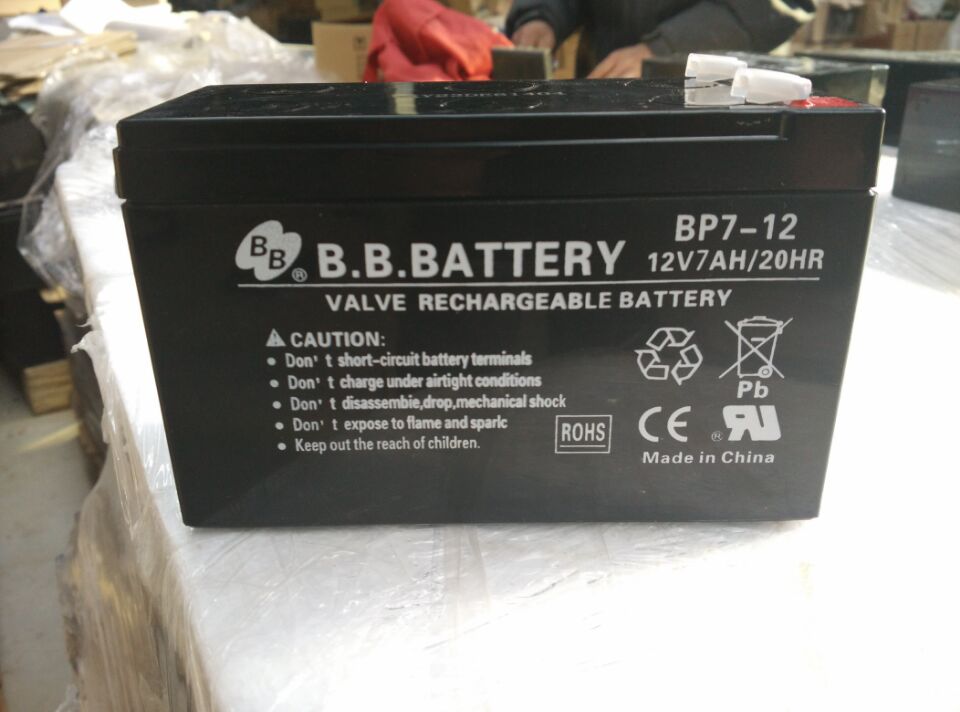 BB
®
B.B.BATTERY
BP7-12
12V7AH/20HR
VALVE RECHARGEABLE BATTERY
CAUTION:
• Don't short-circuit battery terminals
• Don't charge under airtight conditions
• Don't disassembie,drop,mechanical shock
• Don't expose to flame and sparlc
• Keep out the reach of children.
Pb
ROHS
CE
® RU
Made in China